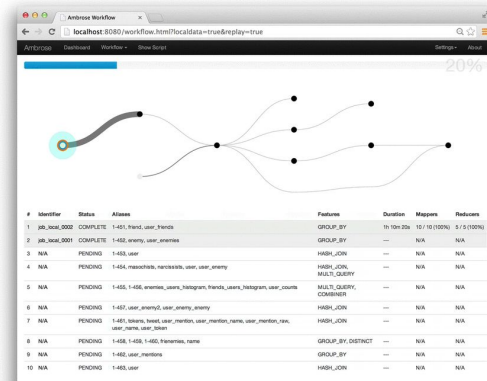 Ambrose Workflow
localhost:8080/workflow.html?localdata=true&replay=true
Ambrose Dashboard Workflow Show Script Settings About
20%
# Identifier Status Aliases Features Duration Mappers Reducers
1 job_local_0002 COMPLETE 1-461, friend, user_friends GROUP_BY 1h 10m 20s 10 / 10 (100%) 5 / 5 (100%)
2 job_local_0001 COMPLETE 1-452, enemy, user_enemies GROUP_BY — N/A N/A
3 N/A PENDING 1-453, user HASH_JOIN — N/A N/A
4 N/A PENDING 1-454, masochists, narcissists, user, user_enemy HASH_JOIN, — N/A N/A
MULTI_QUERY
5 N/A PENDING 1-455, 1-456, enemies_users_histogram, friends_users_histogram, user_counts MULTI_QUERY, — N/A N/A
COMBINER
6 N/A PENDING 1-457, user_enemy2, user_enemy_enemy HASH_JOIN — N/A N/A
7 N/A PENDING 1-461, tokens, tweet, user_mention, user_mention_name, user_mention_raw, HASH_JOIN — N/A N/A
user_name, user_token
8 N/A PENDING 1-458, 1-459, 1-460, frienemies, name GROUP_BY, DISTINCT — N/A N/A
9 N/A PENDING 1-462, user_mentions GROUP_BY — N/A N/A
10 N/A PENDING 1-463, user HASH_JOIN — N/A N/A